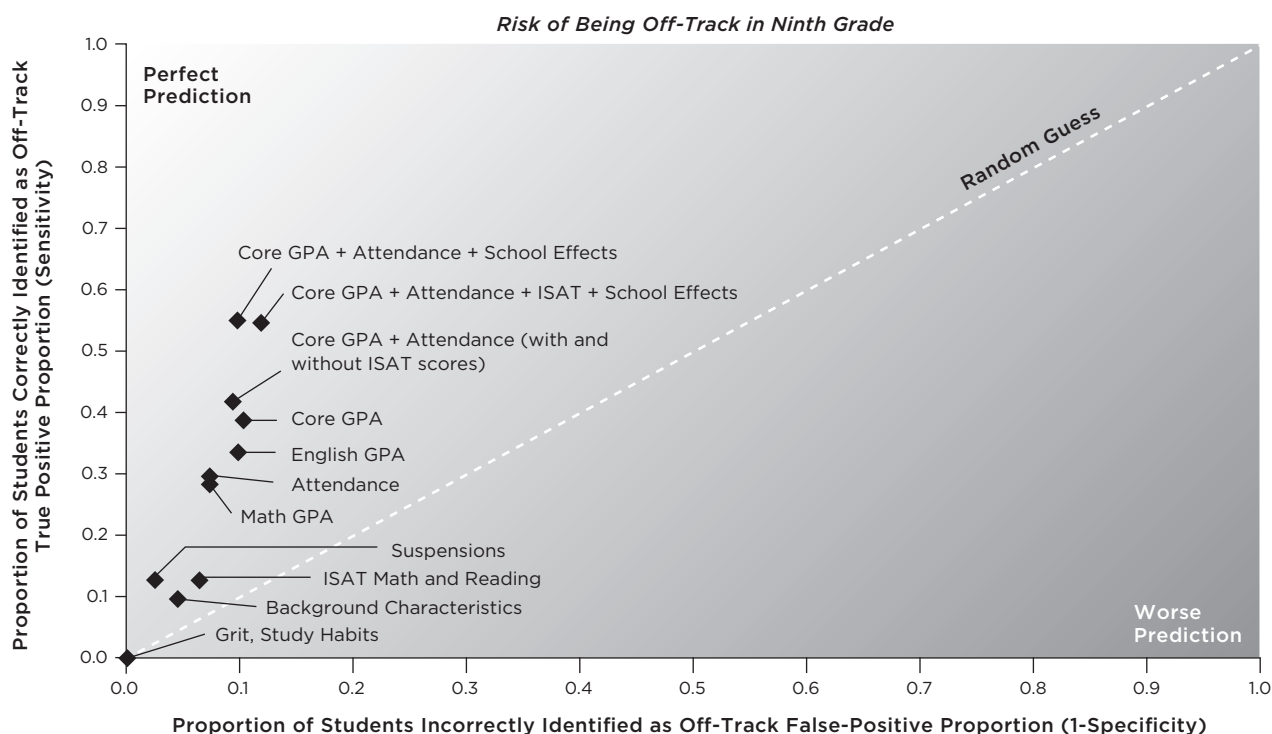 Risk of Being Off-Track in Ninth Grade
Proportion of Students Correctly Identified as Off-Track
True Positive Proportion (Sensitivity)
1.0
0.9
0.8
0.7
0.6
0.5
0.4
0.3
0.2
0.1
0.0
Perfect
Prediction
Random Guess
Core GPA + Attendance + School Effects
Core GPA + Attendance + ISAT + School Effects
Core GPA + Attendance (with and
without ISAT scores)
Core GPA
English GPA
Attendance
Math GPA
Suspensions
ISAT Math and Reading
Background Characteristics
Grit, Study Habits
Worse
Prediction
0.0 0.1 0.2 0.3 0.4 0.5 0.6 0.7 0.8 0.9 1.0
Proportion of Students Incorrectly Identified as Off-Track False-Positive Proportion (1-Specificity)